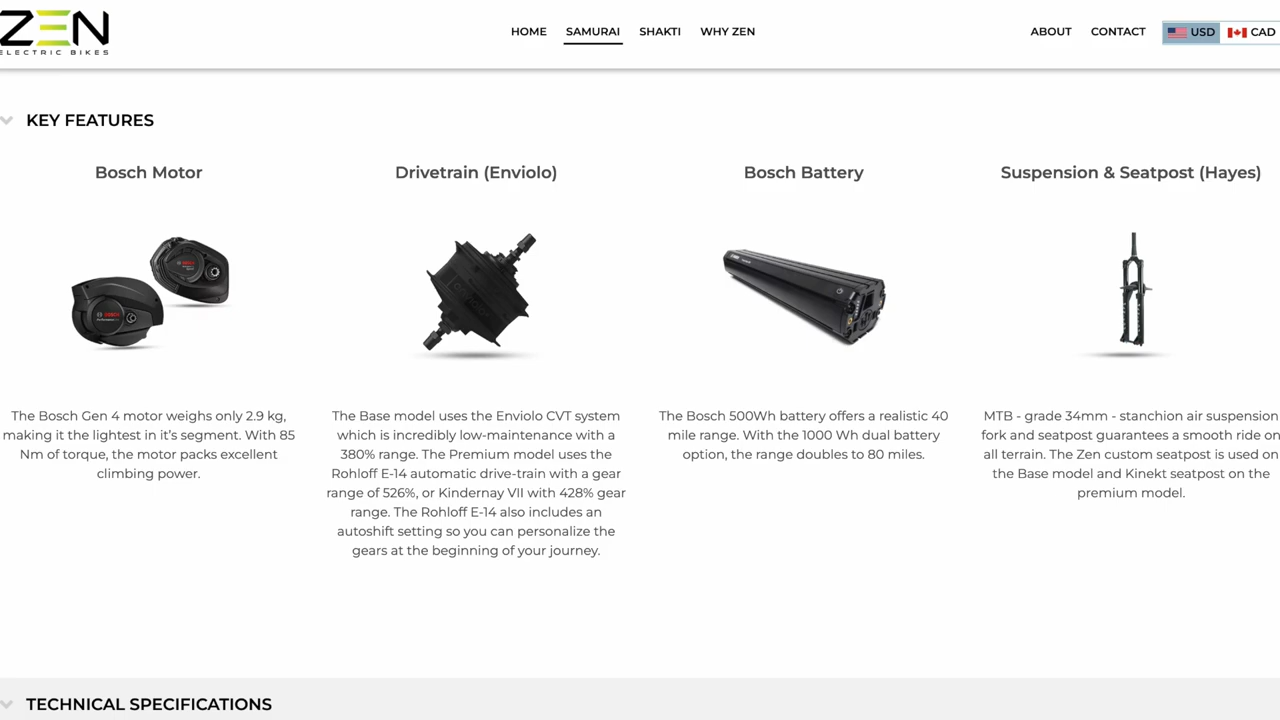 ZEN
ELECTRIC BIKES
HOME SAMURAI SHAKTI WHY ZEN
ABOUT CONTACT USD CAD
KEY FEATURES
Bosch Motor
The Bosch Gen 4 motor weighs only 2.9 kg,
making it the lightest in it's segment. With 85
Nm of torque, the motor packs excellent
climbing power.
Drivetrain (Enviolo)
The Base model uses the Enviolo CVT system
which is incredibly low-maintenance with a
380% range. The Premium model uses the
Rohloff E-14 automatic drive-train with a gear
range of 526%, or Kindernay VII with 428% gear
range. The Rohloff E-14 also includes an
autoshift setting so you can personalize the
gears at the beginning of your journey.
Bosch Battery
The Bosch 500Wh battery offers a realistic 40
mile range. With the 1000 Wh dual battery
option, the range doubles to 80 miles.
Suspension & Seatpost (Hayes)
MTB - grade 34mm - stanchion air suspension
fork and seatpost guarantees a smooth ride on
all terrain. The Zen custom seatpost is used on
the Base model and Kinekt seatpost on the
premium model.
TECHNICAL SPECIFICATIONS